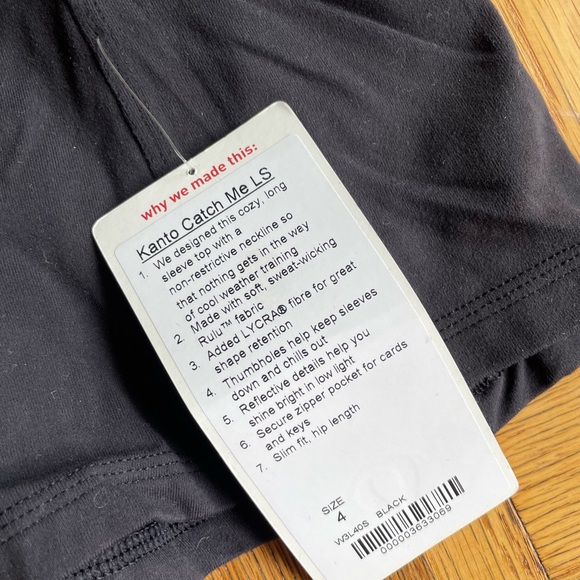 why we made this:
Kanto Catch Me LS
1. We designed this cozy, long
sleeve top with a
non-restrictive neckline so
that nothing gets in the way
of cool weather training
2. Made with soft, sweat-wicking
Rulu™ fabric
3. Added LYCRA® fibre for great
shape retention
4. Thumbholes help keep sleeves
down and chills out
5. Reflective details help you
shine bright in low light
6. Secure zipper pocket for cards
and keys
7. Slim fit, hip length
SIZE
4
W3L40S BLACK
000003633069